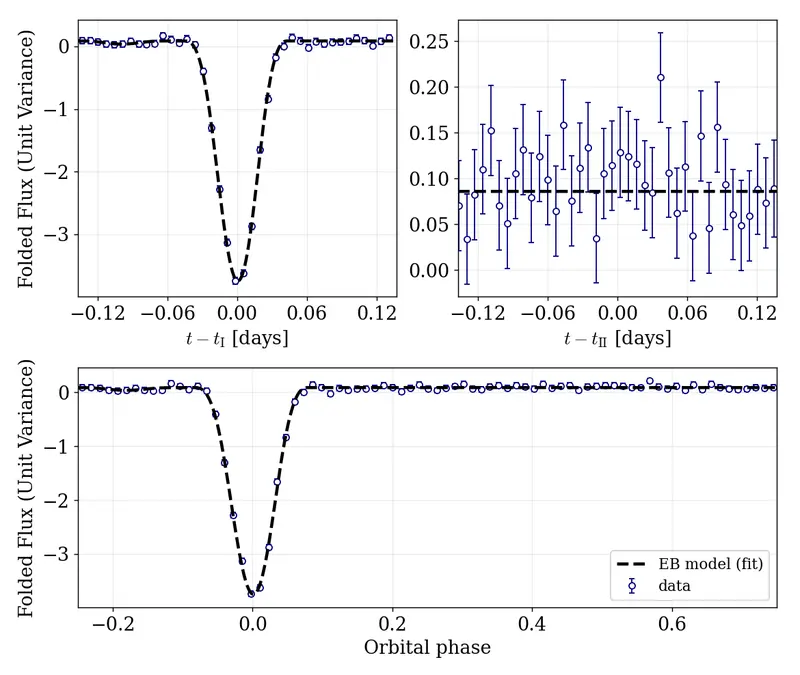 Folded Flux (Unit Variance)
0
−1
−2
−3
−0.12 −0.06 0.00 0.06 0.12
t − tI [days]
0.25
0.20
0.15
0.10
0.05
0.00
−0.12 −0.06 0.00 0.06 0.12
t − tII [days]
Folded Flux (Unit Variance)
0
−1
−2
−3
−0.2 0.0 0.2 0.4 0.6
Orbital phase
EB model (fit)
data